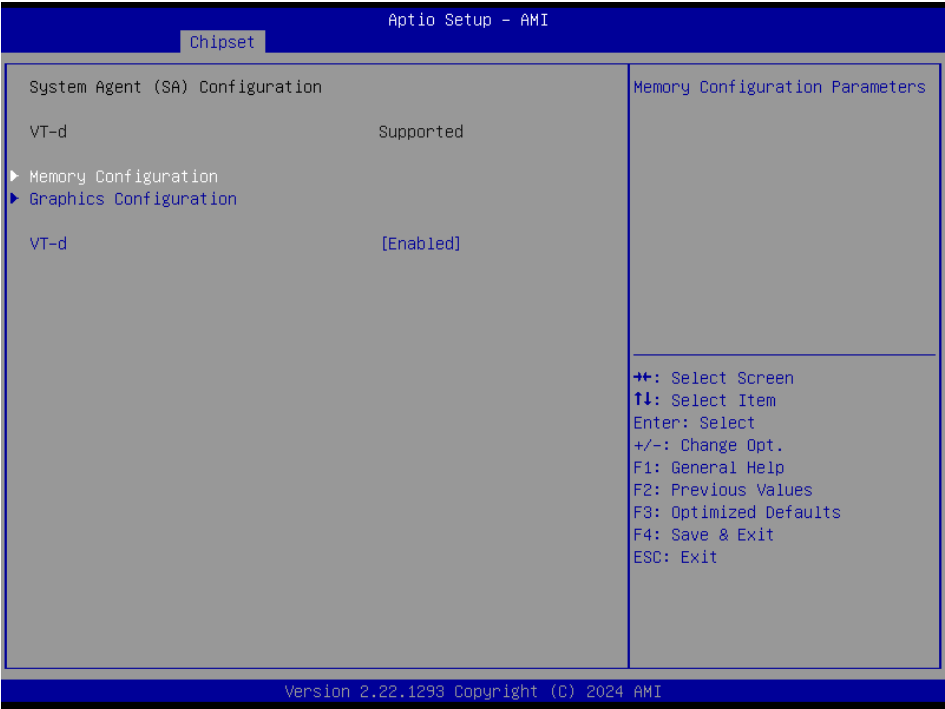 Aptio Setup – AMI
Chipset
System Agent (SA) Configuration
VT-d Supported
Memory Configuration
Graphics Configuration
VT-d [Enabled]
Memory Configuration Parameters
→←: Select Screen
↑↓: Select Item
Enter: Select
+/-: Change Opt.
F1: General Help
F2: Previous Values
F3: Optimized Defaults
F4: Save & Exit
ESC: Exit
Version 2.22.1293 Copyright (C) 2024 AMI